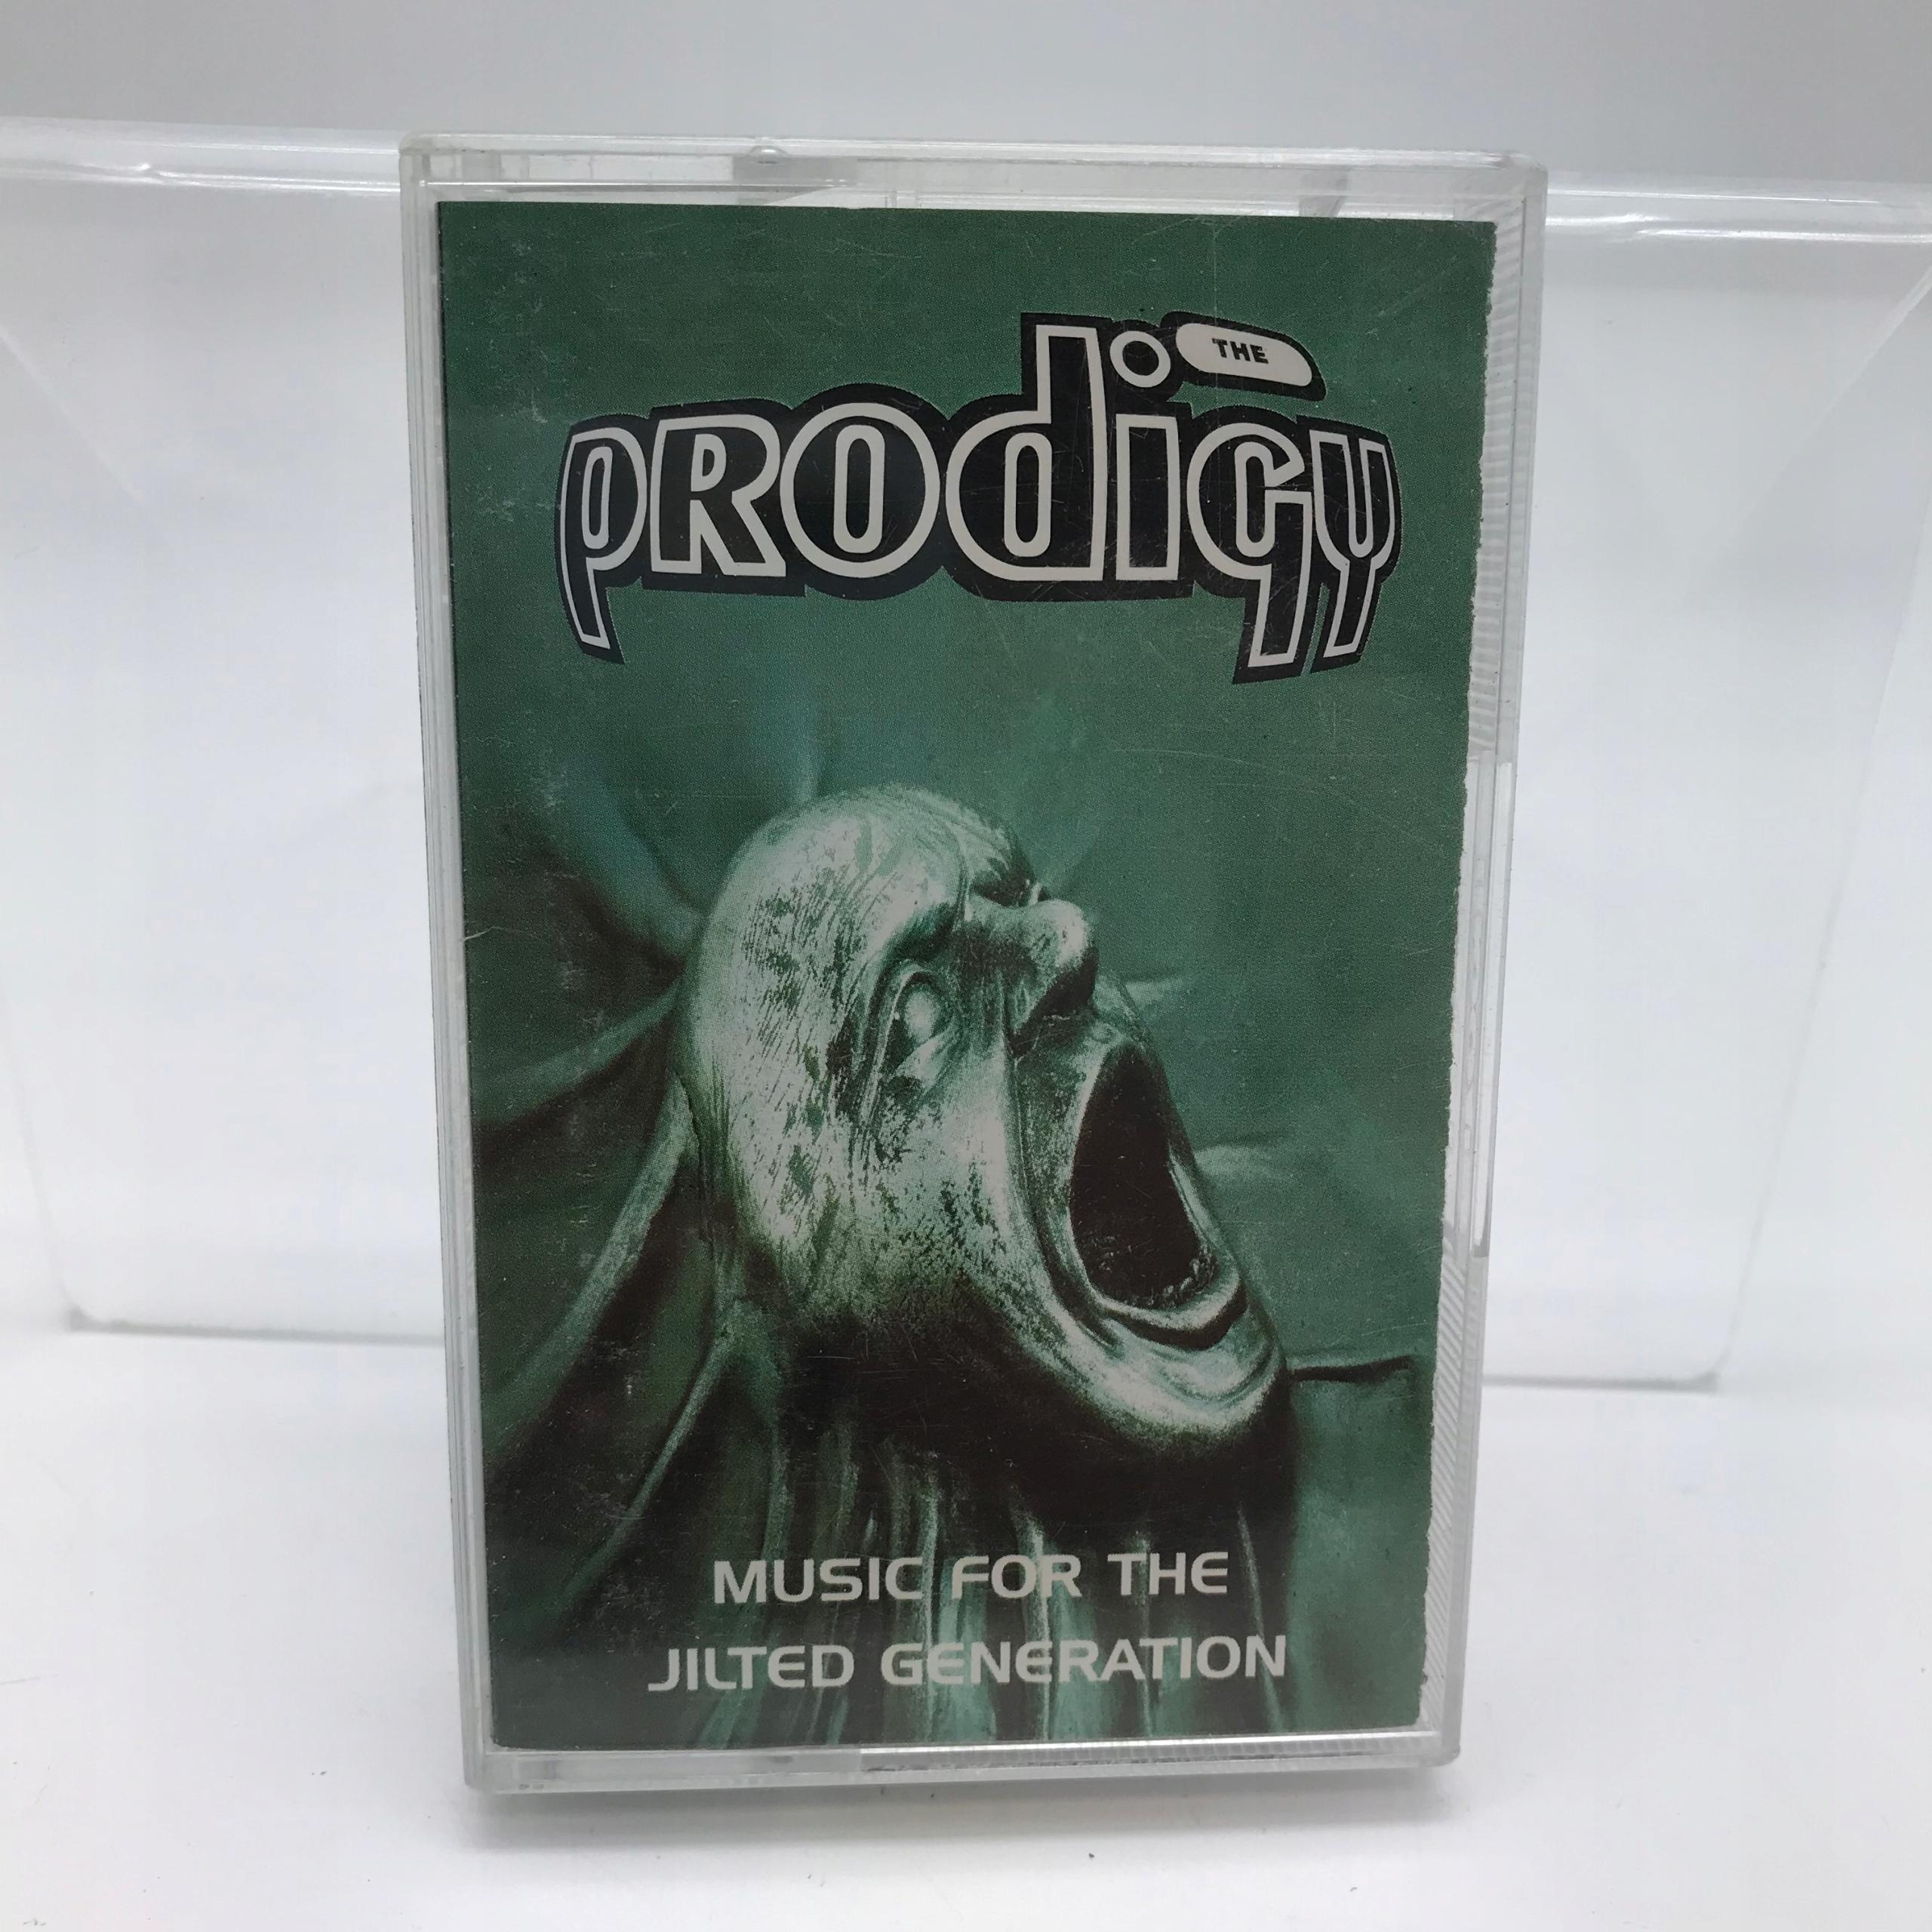 THE
PRODiGY
MUSIC FOR THE
JILTED GENERATION